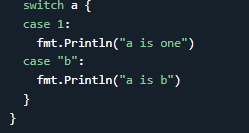 switch a {
case 1:
fmt.Println("a is one")
case "b":
fmt.Println("a is b")
}
}